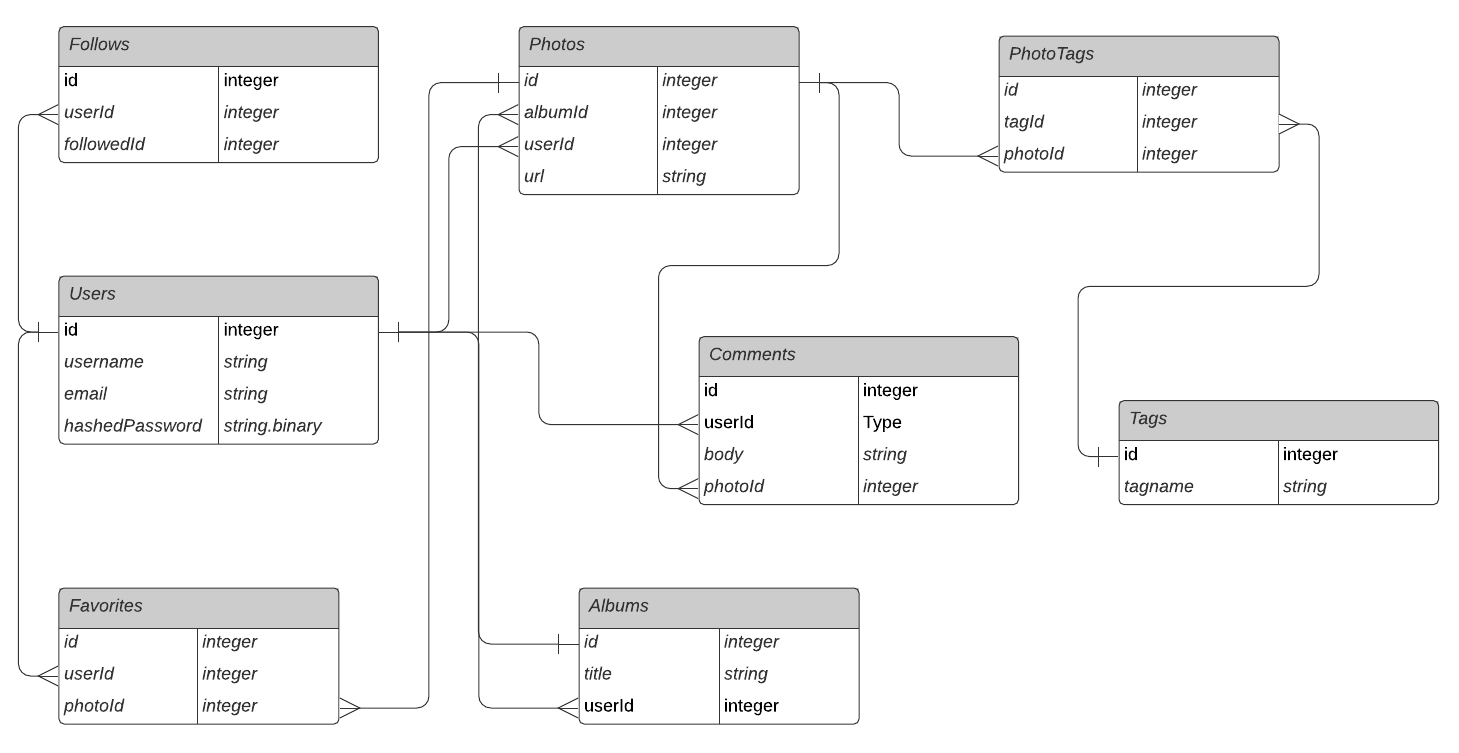 Follows
id integer
userId integer
followedId integer
Photos
id integer
albumId integer
userId integer
url string
PhotoTags
id integer
tagId integer
photoId integer
Users
id integer
username string
email string
hashedPassword string.binary
Comments
id integer
userId Type
body string
photoId integer
Tags
id integer
tagname string
Favorites
id integer
userId integer
photoId integer
Albums
id integer
title string
userId integer